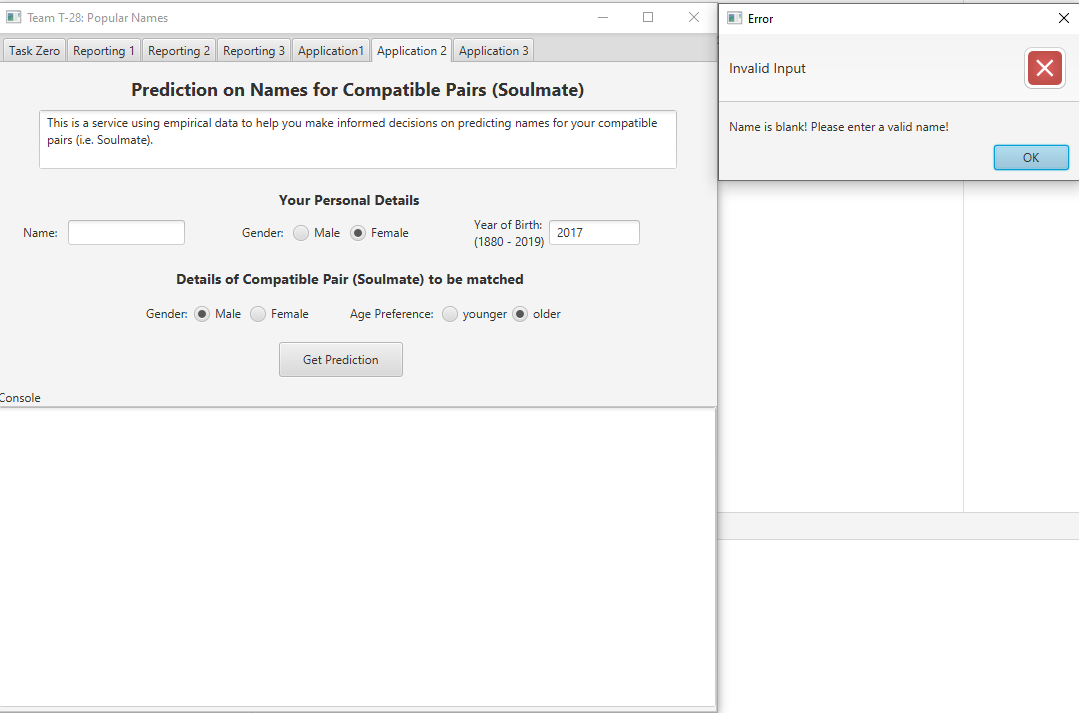 Team T-28: Popular Names
Task Zero Reporting 1 Reporting 2 Reporting 3 Application1 Application 2 Application 3
Prediction on Names for Compatible Pairs (Soulmate)
This is a service using empirical data to help you make informed decisions on predicting names for your compatible
pairs (i.e. Soulmate).
Your Personal Details
Name: Gender: Male Female Year of Birth:
(1880 - 2019) 2017
Details of Compatible Pair (Soulmate) to be matched
Gender: Male Female Age Preference: younger older
Get Prediction
Console
Error
Invalid Input
Name is blank! Please enter a valid name!
OK